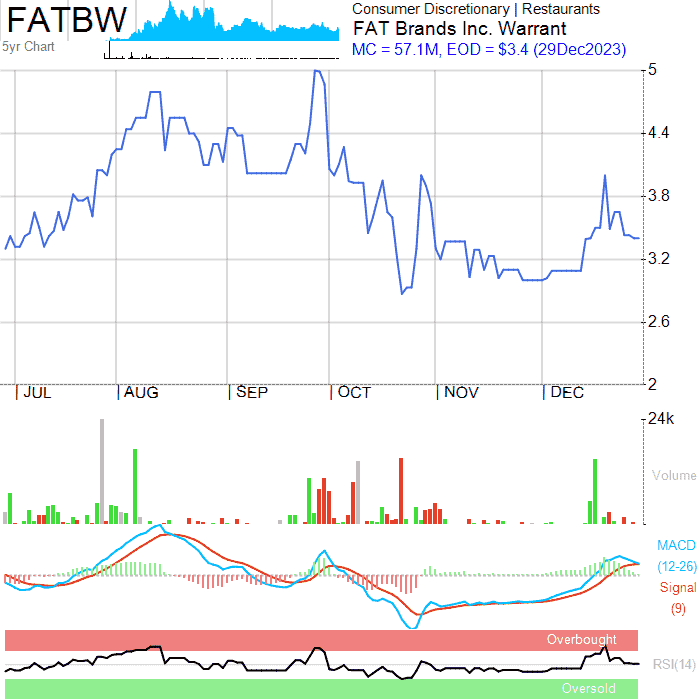 FATBW
5yr Chart
Consumer Discretionary | Restaurants
FAT Brands Inc. Warrant
MC = 57.1M, EOD = $3.4 (29Dec2023)
5
4.4
3.8
3.2
2.6
2
| JUL | AUG | SEP | OCT | NOV | DEC
24k
Volume
MACD
(12-26)
Signal
(9)
Overbought
RSI(14)
Oversold